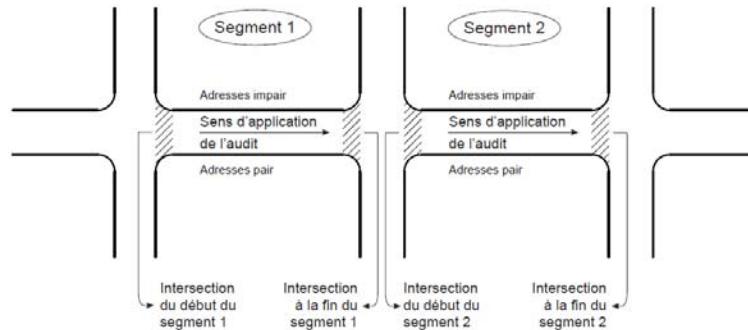 Segment 1
Segment 2
Adresses impair
Adresses impair
Sens d'application
de l'audit
Sens d'application
de l'audit
Adresses pair
Adresses pair
Intersection
du début du
segment 1
Intersection
à la fin du
segment 1
Intersection
du début du
segment 2
Intersection
à la fin du
segment 2